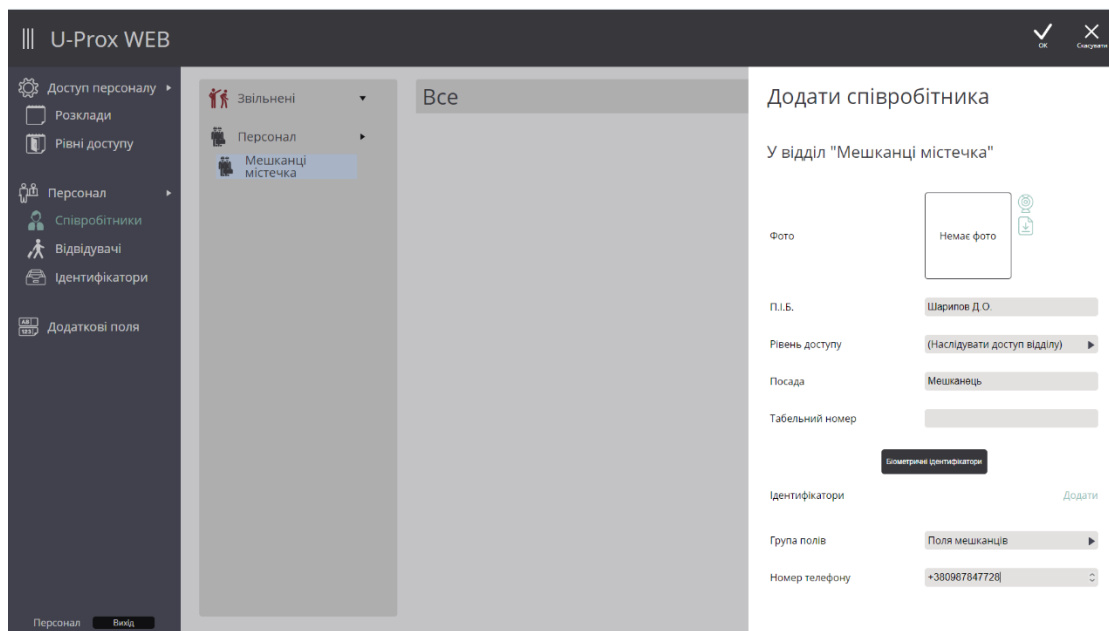 U-Prox WEB
ОК
Скасувати
Доступ персоналу
Розклади
Рівні доступу
Персонал
Співробітники
Відвідувачі
Ідентифікатори
Додаткові поля
Персонал
Вихід
Звільнені
Персонал
Мешканці
містечка
Все
Додати співробітника
У відділ "Мешканці містечка"
Фото
Немає фото
П.І.Б.
Шарипов Д.О.
Рівень доступу
(Наслідувати доступ відділу)
Посада
Мешканець
Табельний номер
Біометричні ідентифікатори
Ідентифікатори
Додати
Група полів
Поля мешканців
Номер телефону
+380987847728